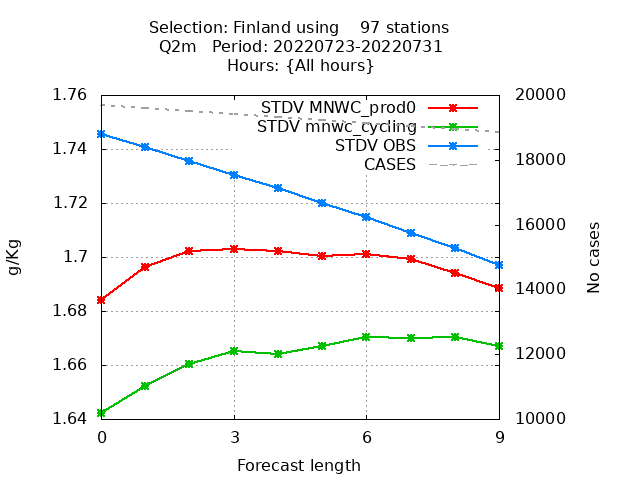 Selection: Finland using    97 stations
Q2m   Period: 20220723-20220731
Hours: {All hours}
STDV MNWC_prod0
STDV mnwc_cycling
STDV OBS
CASES
1.76
1.74
1.72
1.7
1.68
1.66
1.64
g/Kg
20000
18000
16000
14000
12000
10000
No cases
0 3 6 9
Forecast length